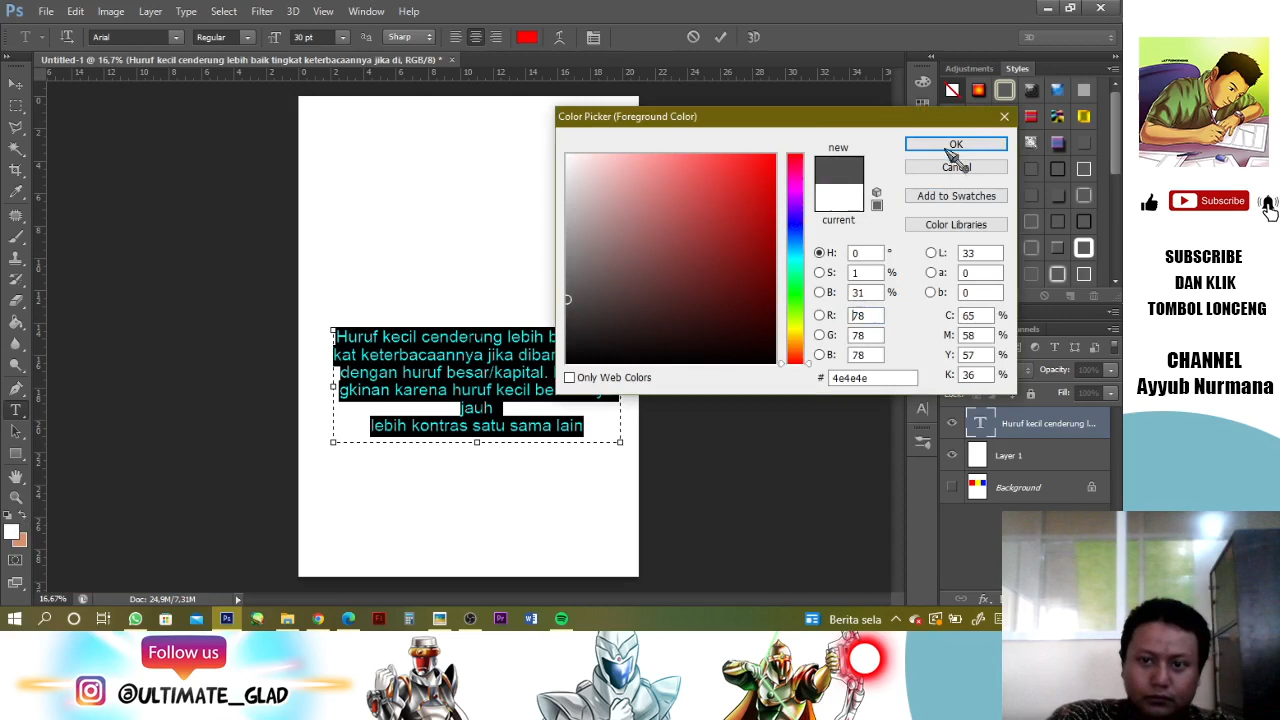 Ps File Edit Image Layer Type Select Filter 3D View Window Help
Arial Regular 30 pt Sharp 3D 3D
Untitled-1 @ 16,7% (Huruf kecil cenderung lebih baik tingkat keterbacaannya jika di, RGB/8) *
Adjustments Styles
Color Picker (Foreground Color)
new
current
OK
Cancel
Add to Swatches
Color Libraries
H: 0 °
S: 1 %
B: 31 %
R: 78
G: 78
B: 78
L: 33
a: 0
b: 0
C: 65 %
M: 58 %
Y: 57 %
K: 36 %
Only Web Colors
# 4e4e4e
Huruf kecil cenderung lebih b
kat keterbacaannya jika diba
dengan huruf besar/kapital.
gkinan karena huruf kecil be
jauh
lebih kontras satu sama lain
Opacity:
Fill:
Huruf kecil cenderung l...
Layer 1
Background
16.67% Doc: 24,9M/7,31M
Berita sela
Subscribe
SUBSCRIBE
DAN KLIK
TOMBOL LONCENG
CHANNEL
Ayyub Nurmana
Follow us
@ULTIMATE_GLAD